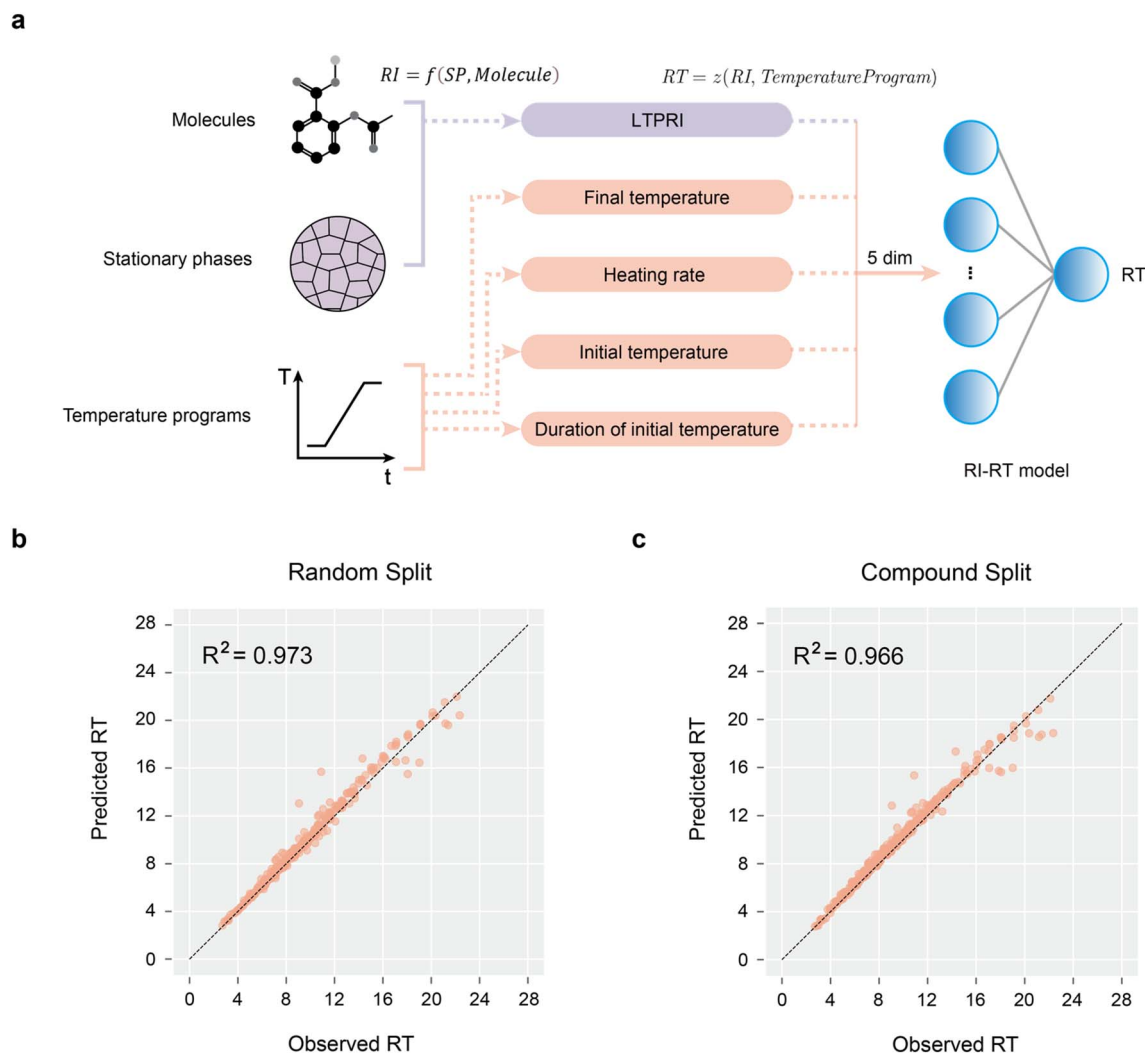 a
RI = f(SP, Molecule)
RT = z(RI, TemperatureProgram)
Molecules
LTPRI
Final temperature
Stationary phases
Heating rate
5 dim
RT
...
Initial temperature
T
Temperature programs
Duration of initial temperature
t
RI-RT model
b
Random Split
R² = 0.973
28
24
20
16
12
8
4
0
Predicted RT
0 4 8 12 16 20 24 28
Observed RT
c
Compound Split
R² = 0.966
28
24
20
16
12
8
4
0
Predicted RT
0 4 8 12 16 20 24 28
Observed RT